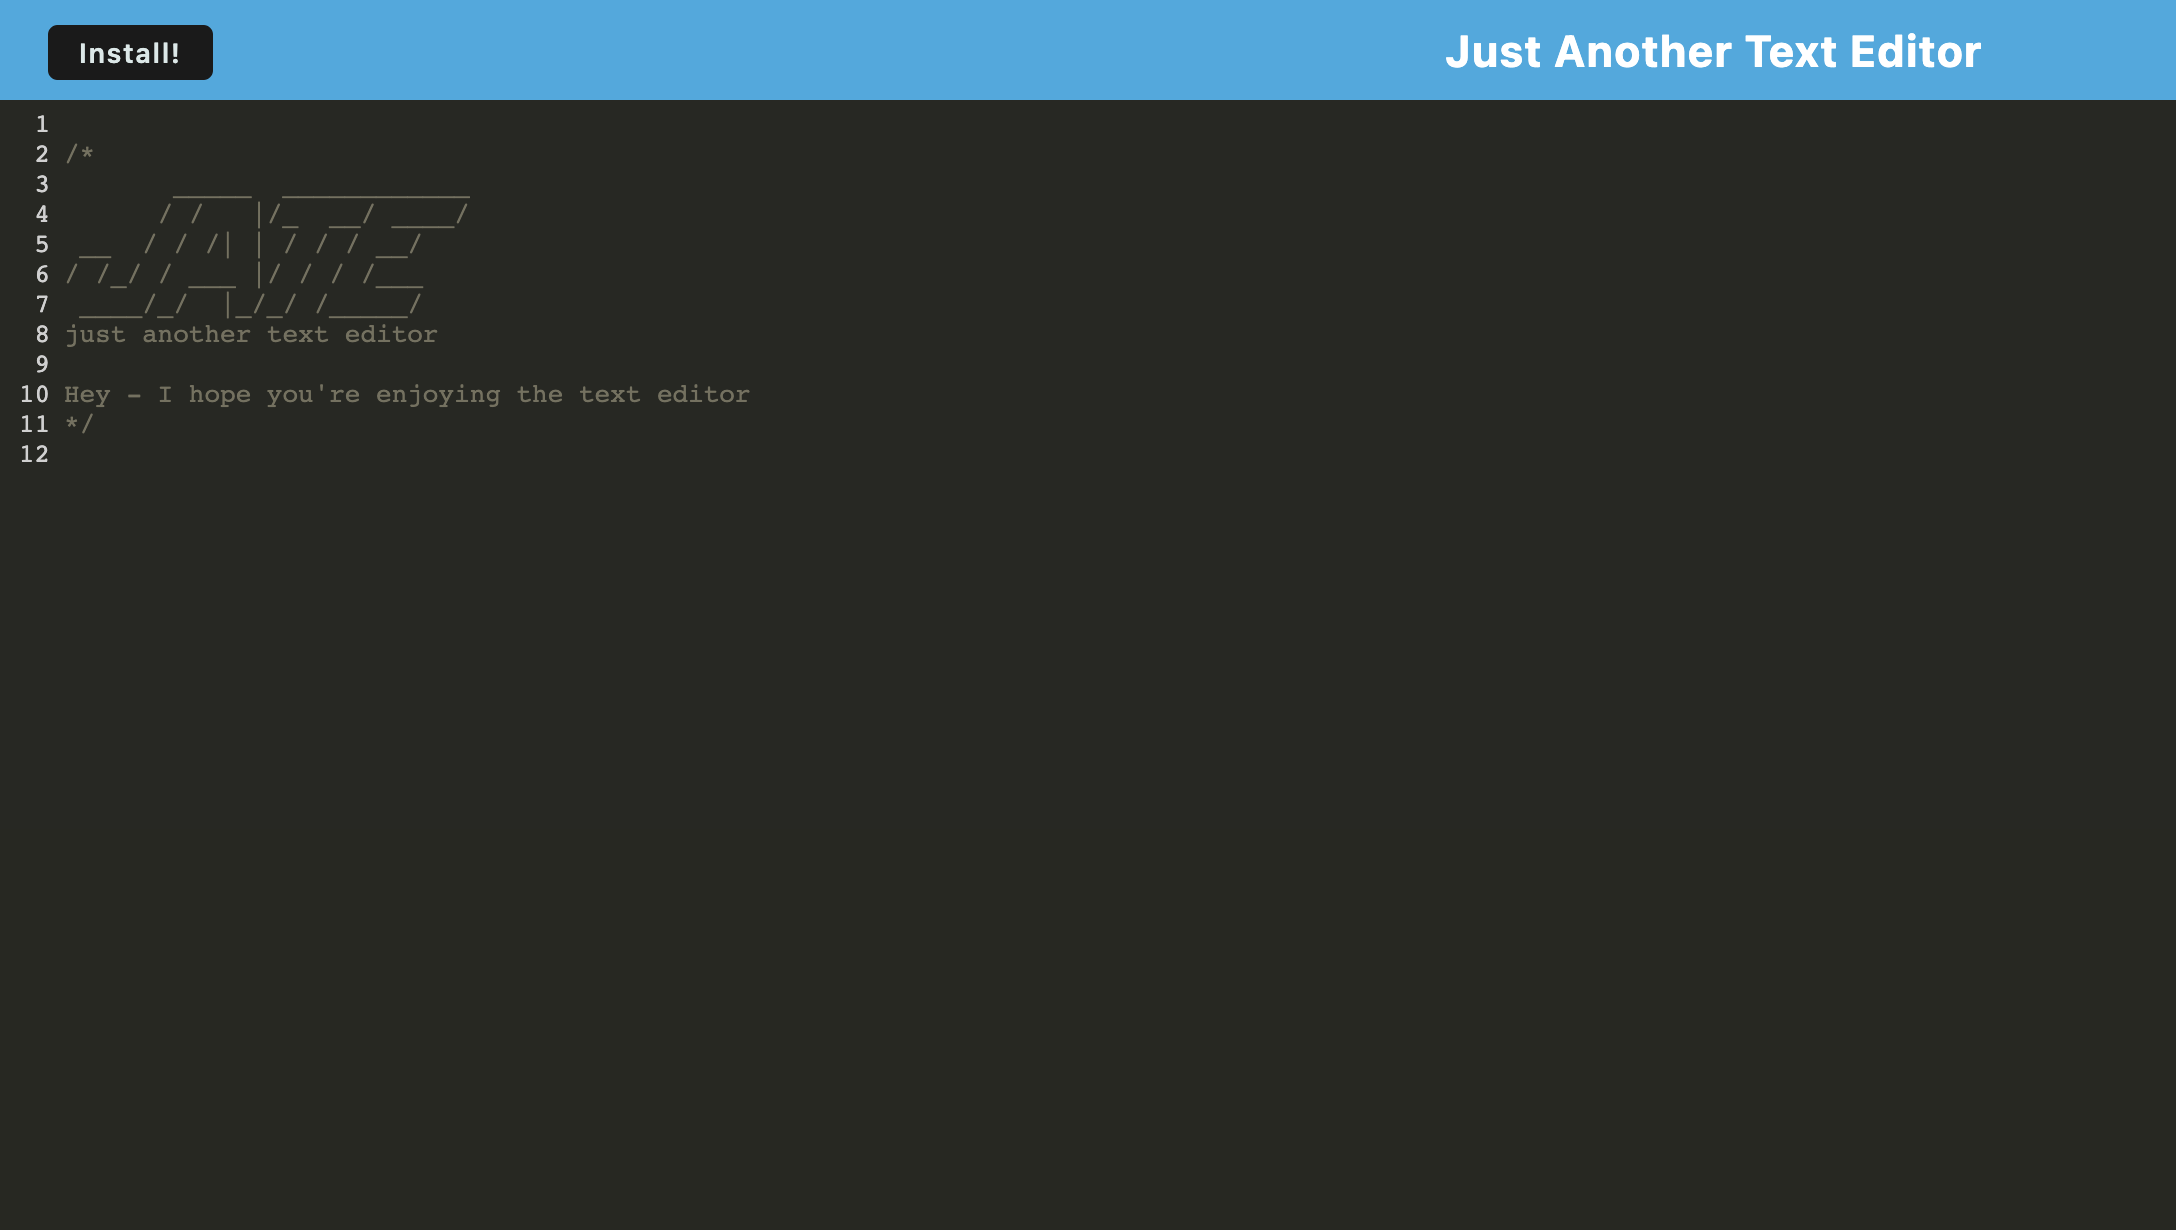 Install!
Just Another Text Editor
1
2 /*
3        _____  ____________
4       / /   |/_  __/ ____/
5  __  / / /| | / / / __/
6 / /_/ / ___ |/ / / /___
7  ____/_/  |_/_/ /_____/
8 just another text editor
9
10 Hey - I hope you're enjoying the text editor
11 */
12